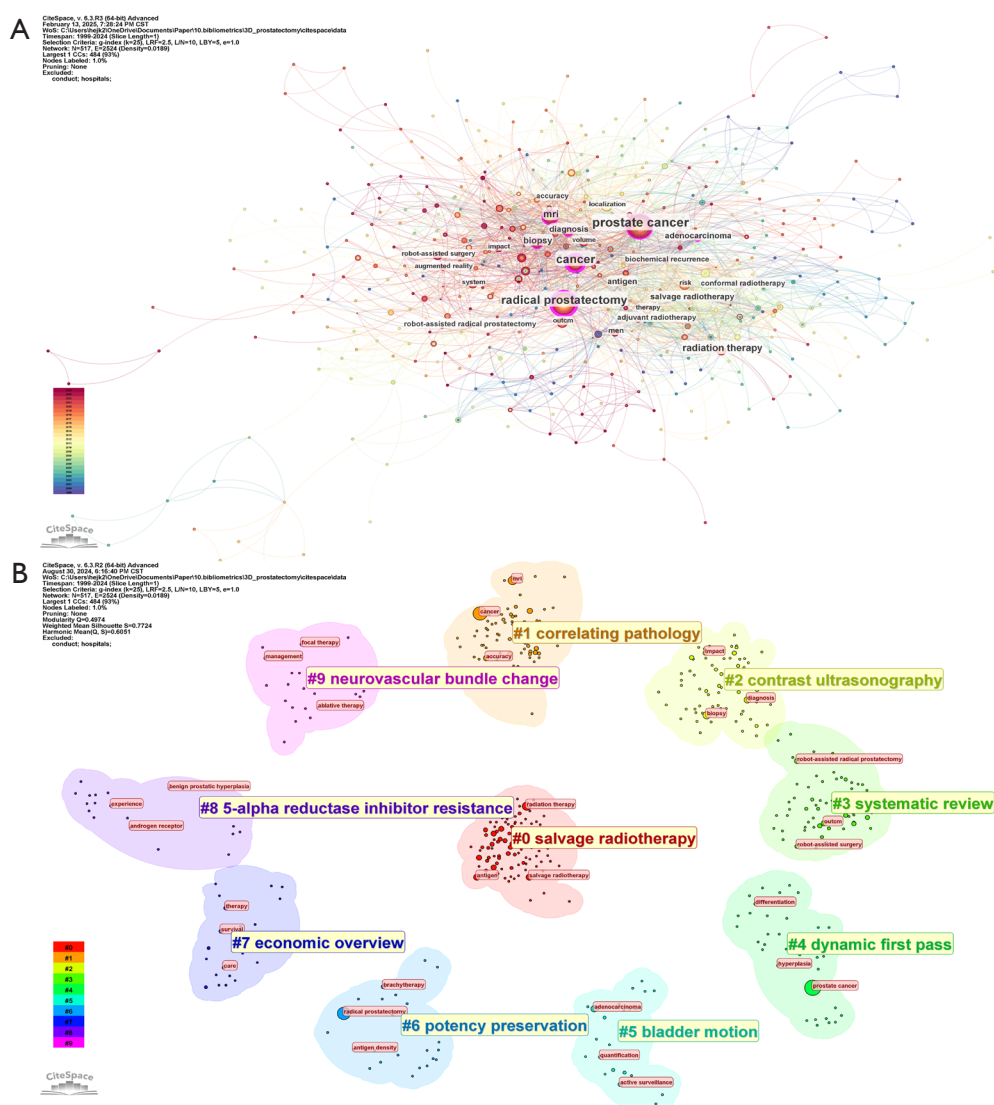 A
CiteSpace, v. 6.3.R3 (64-bit) Advanced
February 13, 2025, 7:28:24 PM CST
WoS: C:\Users\hejk2\OneDrive\Documents\Paper\10.bibliometrics\3D_prostatectomy\citespace\data
Timespan: 1999-2024 (Slice Length=1)
Selection Criteria: g-index (k=25), LRF=2.5, L/N=10, LBY=5, e=1.0
Network: N=517, E=2524 (Density=0.0189)
Largest 1 CCs: 484 (93%)
Nodes Labeled: 1.0%
Pruning: None
Excluded:
conduct; hospitals;
accuracy
localization
mri
prostate cancer
diagnosis
adenocarcinoma
impact
biopsy
volume
robot-assisted surgery
biochemical recurrence
augmented reality
cancer
system
antigen
risk
conformal radiotherapy
radical prostatectomy
salvage radiotherapy
therapy
outcm
adjuvant radiotherapy
robot-assisted radical prostatectomy
men
radiation therapy
CiteSpace
B
CiteSpace, v. 6.3.R2 (64-bit) Advanced
August 30, 2024, 6:16:40 PM CST
WoS: C:\Users\hejk2\OneDrive\Documents\Paper\10.bibliometrics\3D_prostatectomy\citespace\data
Timespan: 1999-2024 (Slice Length=1)
Selection Criteria: g-index (k=25), LRF=2.5, L/N=10, LBY=5, e=1.0
Network: N=517, E=2524 (Density=0.0189)
Largest 1 CCs: 484 (93%)
Nodes Labeled: 1.0%
Pruning: None
Modularity Q=0.4974
Weighted Mean Silhouette S=0.7724
Harmonic Mean(Q, S)=0.6051
Excluded:
conduct; hospitals;
mri
cancer
#1 correlating pathology
accuracy
focal therapy
management
#9 neurovascular bundle change
ablative therapy
impact
#2 contrast ultrasonography
diagnosis
biopsy
robot-assisted radical prostatectomy
#3 systematic review
outcm
robot-assisted surgery
benign prostatic hyperplasia
experience
#8 5-alpha reductase inhibitor resistance
androgen receptor
radiation therapy
#0 salvage radiotherapy
antigen
salvage radiotherapy
therapy
survival
#7 economic overview
care
differentiation
#4 dynamic first pass
hyperplasia
prostate cancer
brachytherapy
radical prostatectomy
#6 potency preservation
antigen density
adenocarcinoma
#5 bladder motion
quantification
active surveillance
#0
#1
#2
#3
#4
#5
#6
#7
#8
#9
CiteSpace